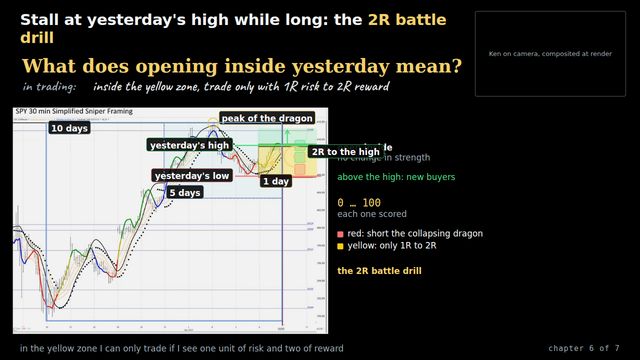 Stall at yesterday's high while long: the 2R battle
drill
Ken on camera, composited at render
What does opening inside yesterday mean?
in trading: inside the yellow zone, trade only with 1R risk to 2R reward
SPY 30 min Simplified Sniper Framing
peak of the dragon
10 days
yesterday's high
2R to the high
in strength
yesterday's low
1 day
5 days
above the high: new buyers
0 … 100
each one scored
red: short the collapsing dragon
yellow: only 1R to 2R
the 2R battle drill
in the yellow zone I can only trade if I see one unit of risk and two of reward
chapter 6 of 7